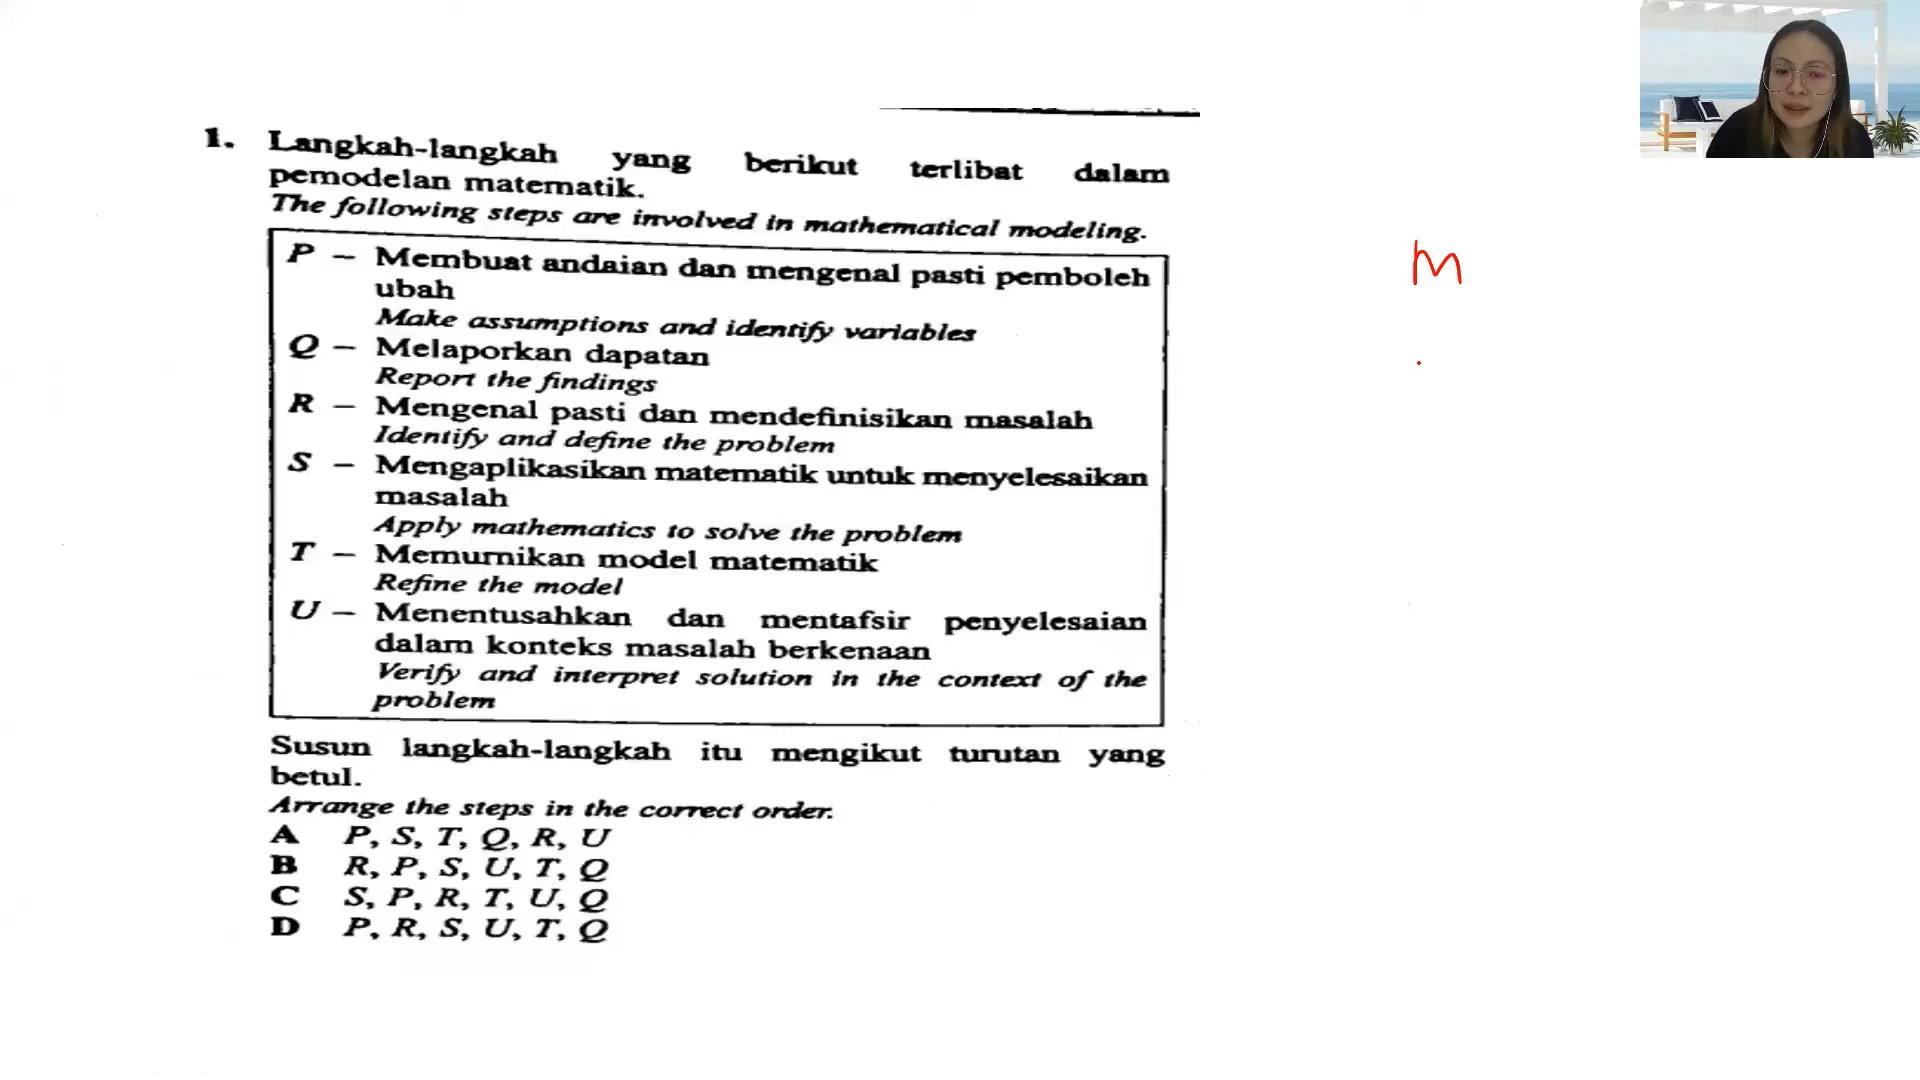 1. Langkah-langkah yang berikut terlibat dalam
pemodelan matematik.
The following steps are involved in mathematical modeling.
P – Membuat andaian dan mengenal pasti pemboleh
ubah
Make assumptions and identify variables
Q – Melaporkan dapatan
Report the findings
R – Mengenal pasti dan mendefinisikan masalah
Identify and define the problem
S – Mengaplikasikan matematik untuk menyelesaikan
masalah
Apply mathematics to solve the problem
T – Memurnikan model matematik
Refine the model
U – Menentusahkan dan mentafsir penyelesaian
dalam konteks masalah berkenaan
Verify and interpret solution in the context of the
problem
Susun langkah-langkah itu mengikut turutan yang
betul.
Arrange the steps in the correct order.
A P, S, T, Q, R, U
B R, P, S, U, T, Q
C S, P, R, T, U, Q
D P, R, S, U, T, Q
M